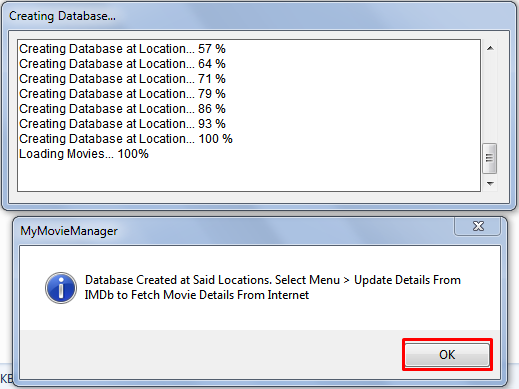 Creating Database...
Creating Database at Location... 57 %
Creating Database at Location... 64 %
Creating Database at Location... 71 %
Creating Database at Location... 79 %
Creating Database at Location... 86 %
Creating Database at Location... 93 %
Creating Database at Location... 100 %
Loading Movies... 100%
MyMovieManager
Database Created at Said Locations. Select Menu > Update Details From
IMDb to Fetch Movie Details From Internet
OK